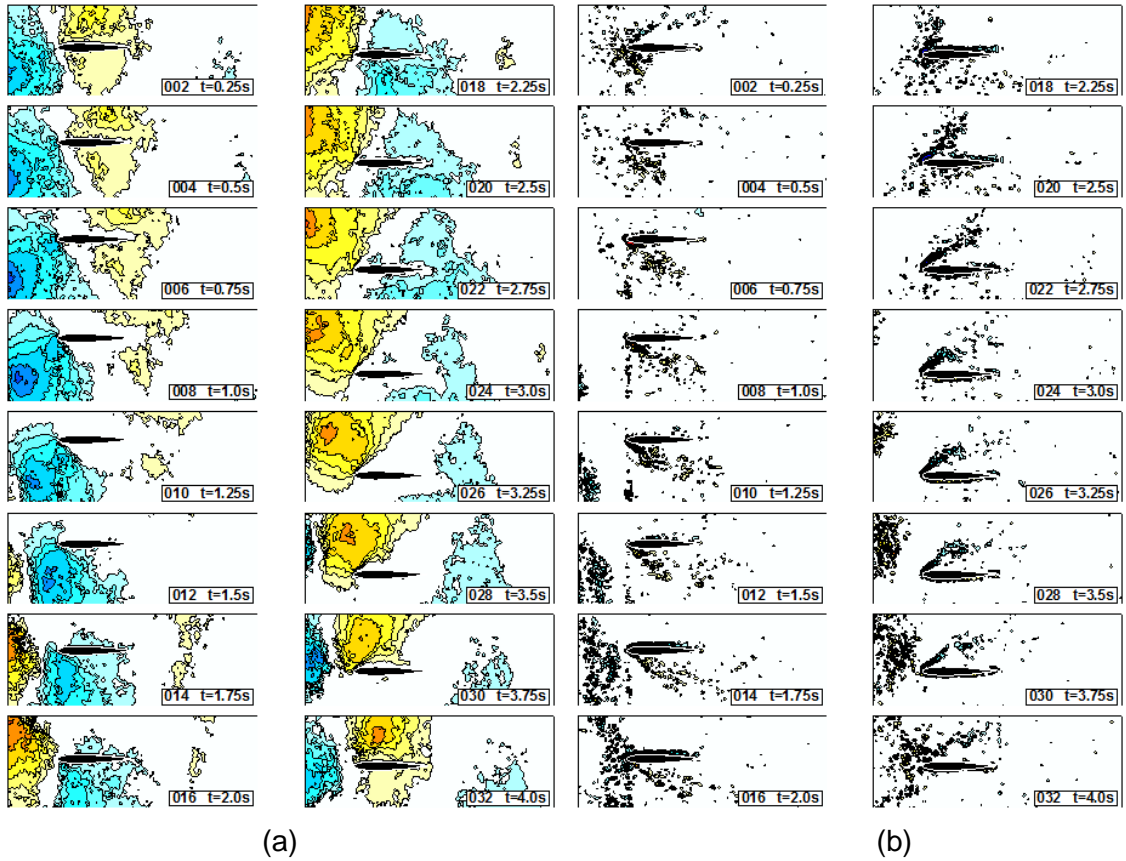 002 t=0.25s
018 t=2.25s
002 t=0.25s
018 t=2.25s
004 t=0.5s
020 t=2.5s
004 t=0.5s
020 t=2.5s
006 t=0.75s
022 t=2.75s
006 t=0.75s
022 t=2.75s
008 t=1.0s
024 t=3.0s
008 t=1.0s
024 t=3.0s
010 t=1.25s
026 t=3.25s
010 t=1.25s
026 t=3.25s
012 t=1.5s
028 t=3.5s
012 t=1.5s
028 t=3.5s
014 t=1.75s
030 t=3.75s
014 t=1.75s
030 t=3.75s
016 t=2.0s
032 t=4.0s
016 t=2.0s
032 t=4.0s
(a)
(b)